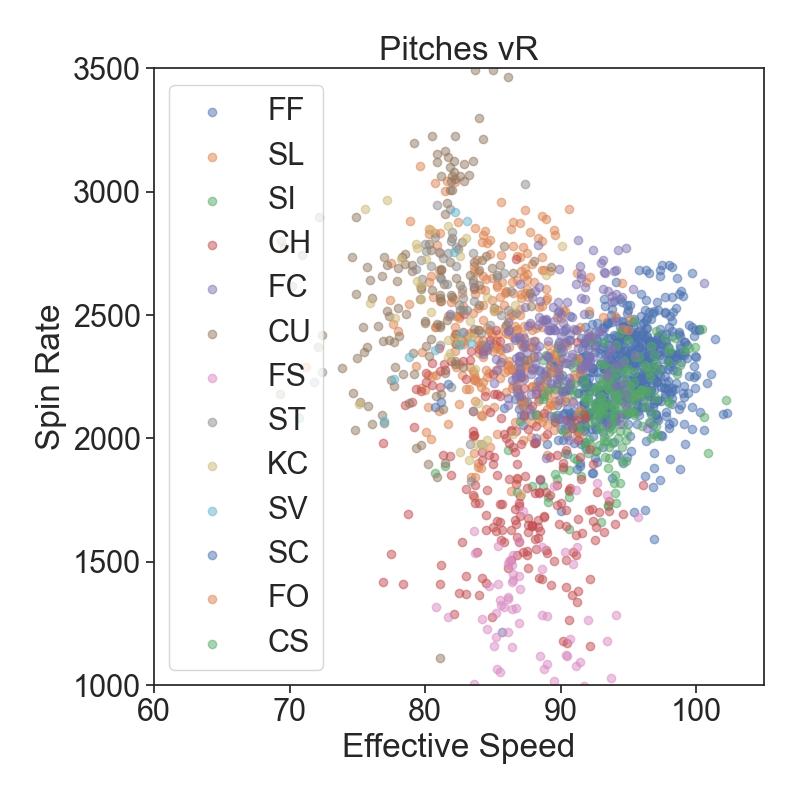 Pitches vR
3500
3000
2500
2000
1500
1000
Spin Rate
FF
SL
SI
CH
FC
CU
FS
ST
KC
SV
SC
FO
CS
60 70 80 90 100
Effective Speed